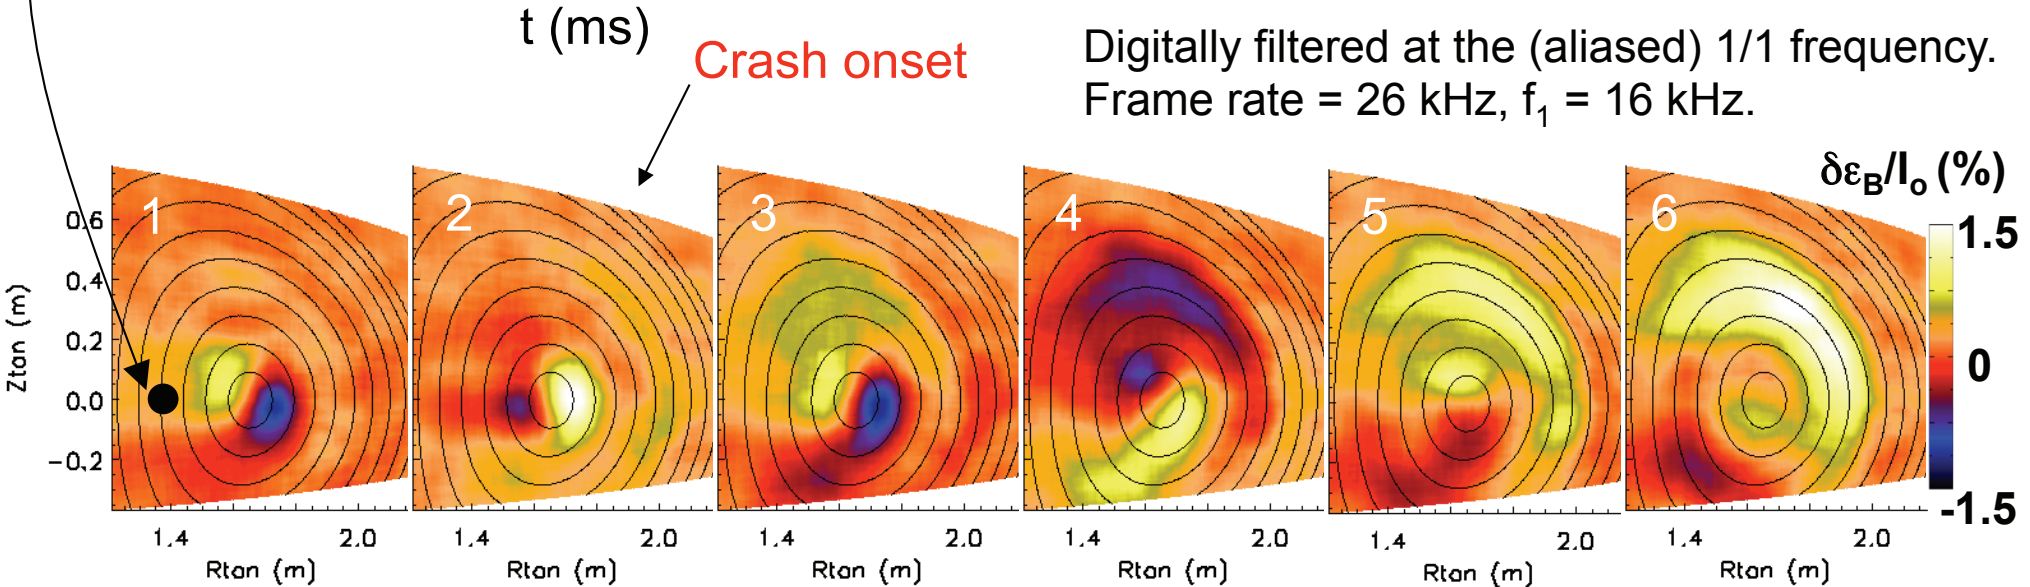 t (ms)
Crash onset
Digitally filtered at the (aliased) 1/1 frequency.
Frame rate = 26 kHz, f₁ = 16 kHz.
δεB/Io (%)
1 2 3 4 5 6
1.5
0
-1.5
0.6
0.4
0.2
0.0
-0.2
Ztan (m)
1.4 2.0 1.4 2.0 1.4 2.0 1.4 2.0 1.4 2.0 1.4 2.0
Rtan (m) Rtan (m) Rtan (m) Rtan (m) Rtan (m) Rtan (m)